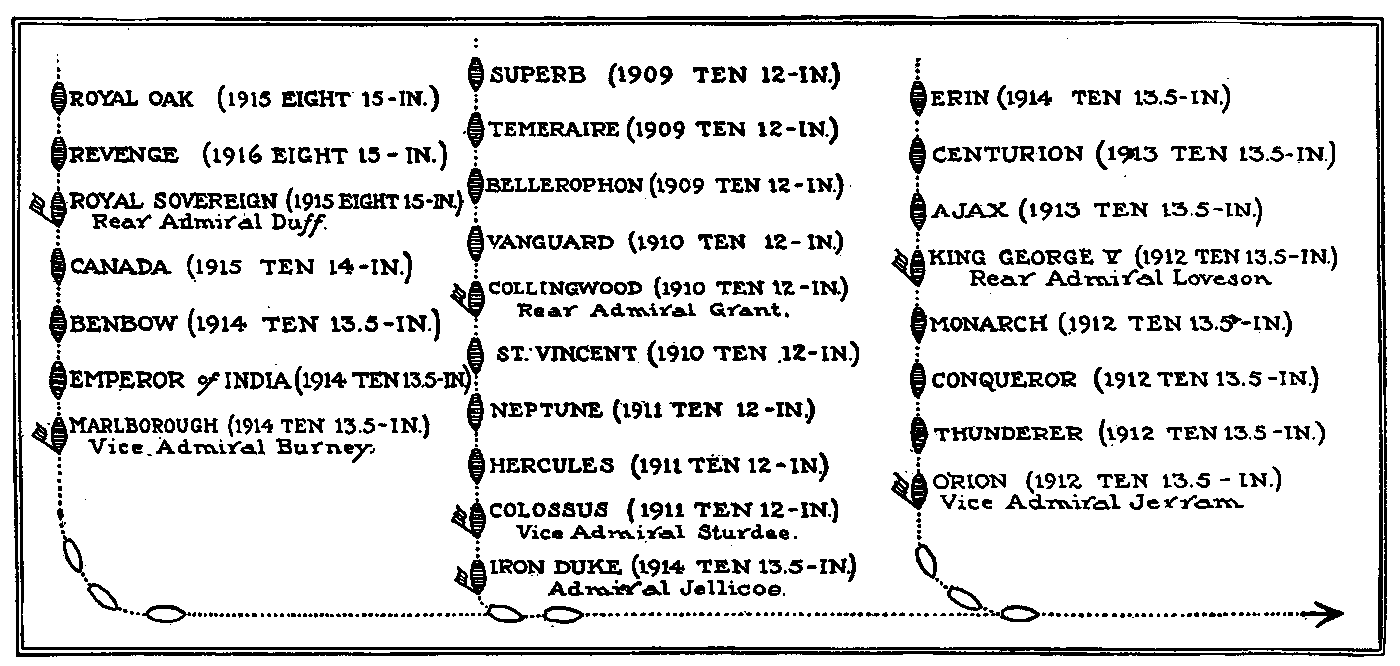 ROYAL OAK (1915 EIGHT 15-IN.)
REVENGE (1916 EIGHT 15-IN.)
ROYAL SOVEREIGN (1915 EIGHT 15-IN.)
Rear Admiral Duff.
CANADA (1915 TEN 14-IN.)
BENBOW (1914 TEN 13.5-IN.)
EMPEROR of INDIA (1914 TEN 13.5-IN)
MARLBOROUGH (1914 TEN 13.5-IN.)
Vice Admiral Burney.
SUPERB (1909 TEN 12-IN.)
TEMERAIRE (1909 TEN 12-IN.)
BELLEROPHON (1909 TEN 12-IN.)
VANGUARD (1910 TEN 12-IN.)
COLLINGWOOD (1910 TEN 12-IN.)
Rear Admiral Grant.
ST. VINCENT (1910 TEN 12-IN.)
NEPTUNE (1911 TEN 12-IN.)
HERCULES (1911 TEN 12-IN.)
COLOSSUS (1911 TEN 12-IN.)
Vice Admiral Sturdee.
IRON DUKE (1914 TEN 13.5-IN.)
Admiral Jellicoe.
ERIN (1914 TEN 13.5-IN.)
CENTURION (1913 TEN 13.5-IN.)
AJAX (1913 TEN 13.5-IN.)
KING GEORGE V (1912 TEN 13.5-IN.)
Rear Admiral Loveson
MONARCH (1912 TEN 13.5-IN.)
CONQUEROR (1912 TEN 13.5-IN.)
THUNDERER (1912 TEN 13.5-IN.)
ORION (1912 TEN 13.5-IN.)
Vice Admiral Jerram